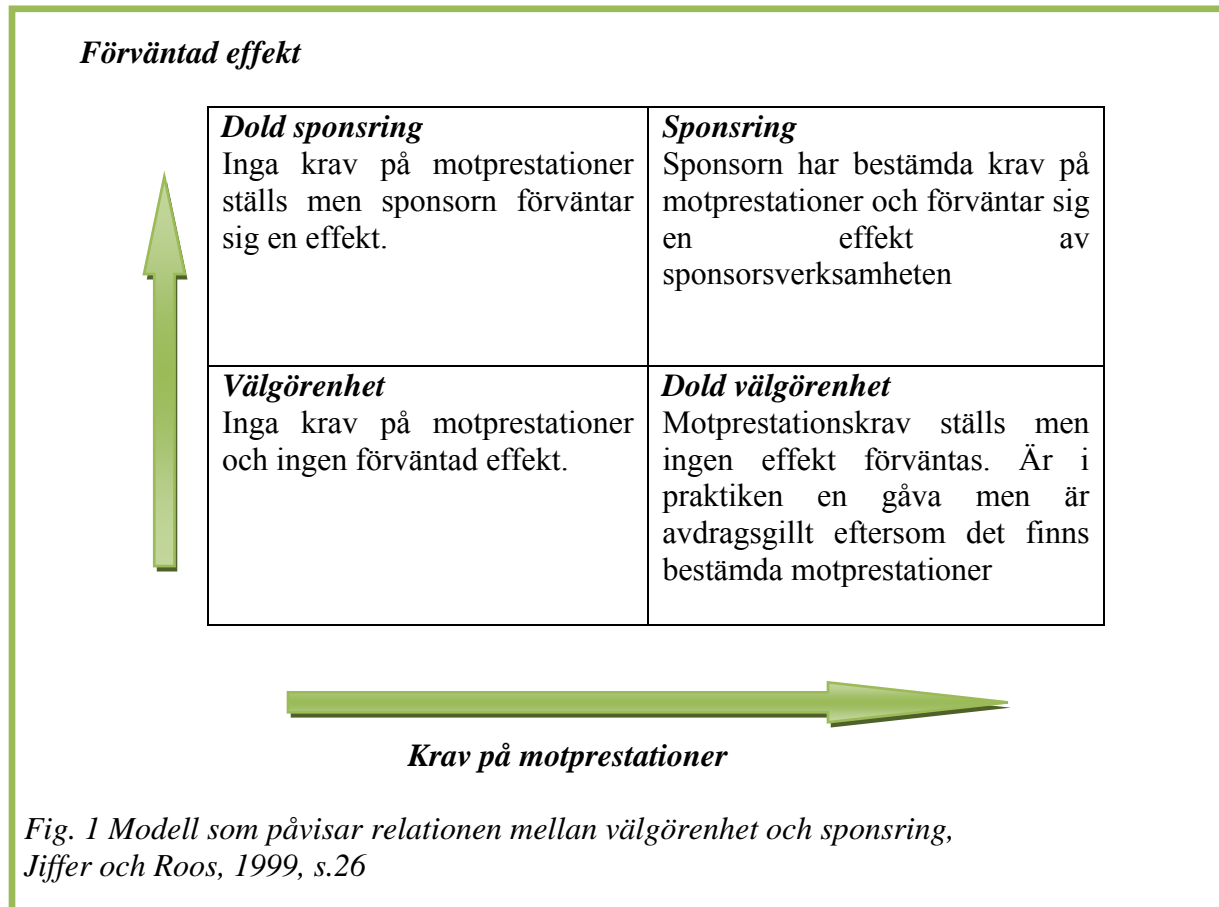 Förväntad effekt
Dold sponsring
Inga krav på motprestationer
ställs men sponsorn förväntar
sig en effekt.
Sponsring
Sponsorn har bestämda krav på
motprestationer och förväntar sig
en effekt av
sponsorsverksamheten
Välgörenhet
Inga krav på motprestationer
och ingen förväntad effekt.
Dold välgörenhet
Motprestationskrav ställs men
ingen effekt förväntas. Är i
praktiken en gåva men är
avdragsgillt eftersom det finns
bestämda motprestationer
Krav på motprestationer
Fig. 1 Modell som påvisar relationen mellan välgörenhet och sponsring,
Jiffer och Roos, 1999, s.26